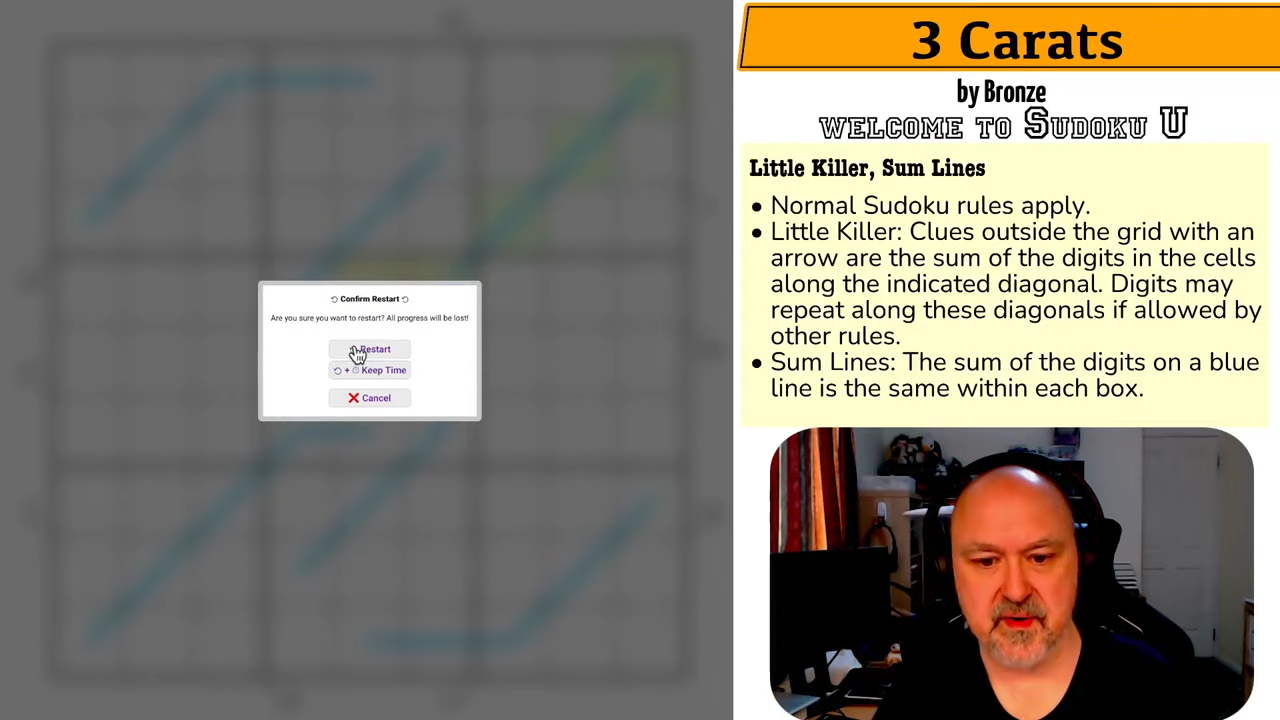 3 Carats
by Bronze
WELCOME TO SUDOKU U
Little Killer, Sum Lines
• Normal Sudoku rules apply.
• Little Killer: Clues outside the grid with an
arrow are the sum of the digits in the cells
along the indicated diagonal. Digits may
repeat along these diagonals if allowed by
other rules.
• Sum Lines: The sum of the digits on a blue
line is the same within each box.
Confirm Restart
Are you sure you want to restart? All progress will be lost!
Restart
+ Keep Time
Cancel